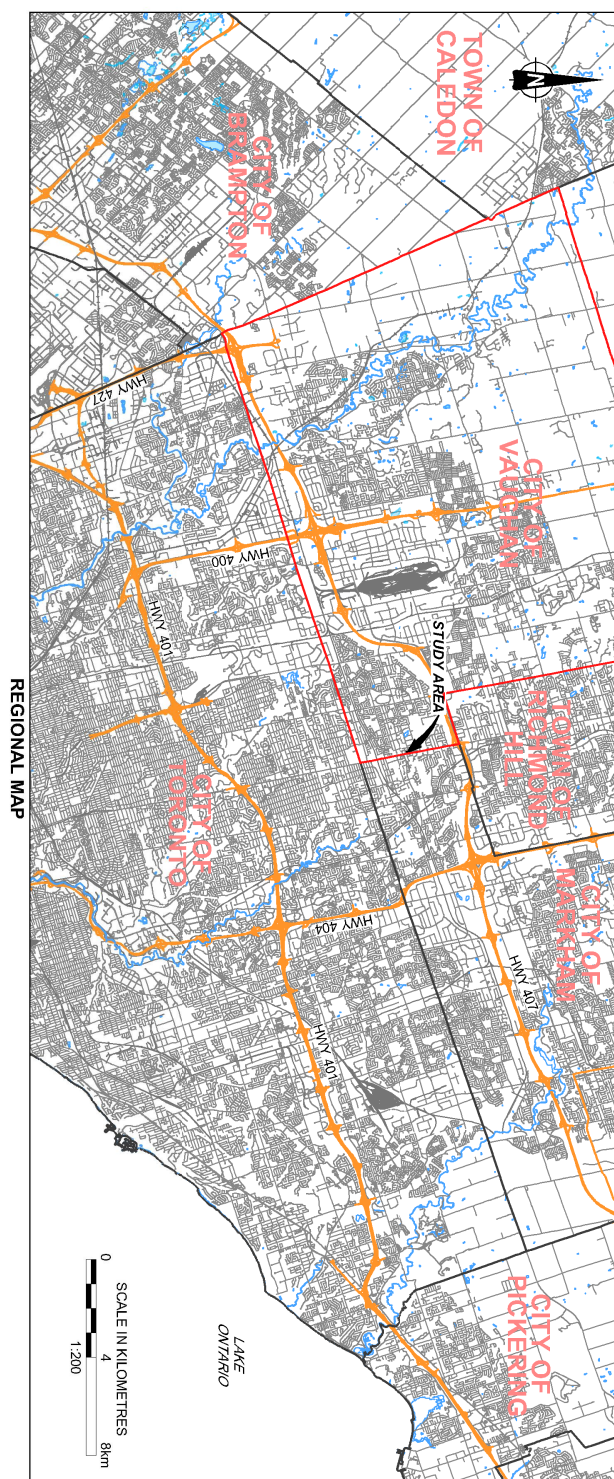 TOWN OF
CALEDON
N
CITY OF
BRAMPTON
HWY 427
CITY OF
VAUGHAN
HWY 400
HWY 401
STUDY AREA
TOWN OF
RICHMOND
HILL
CITY OF
TORONTO
CITY OF
MARKHAM
HWY 404
HWY 407
HWY 401
CITY OF
PICKERING
LAKE
ONTARIO
SCALE IN KILOMETRES
0 4 8km
1:200
REGIONAL MAP